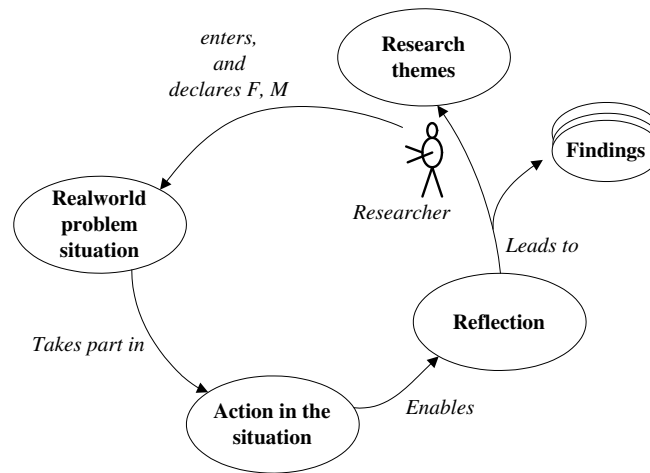 enters,
and
declares F, M
Research
themes
Findings
Researcher
Realworld
problem
situation
Leads to
Reflection
Takes part in
Enables
Action in the
situation